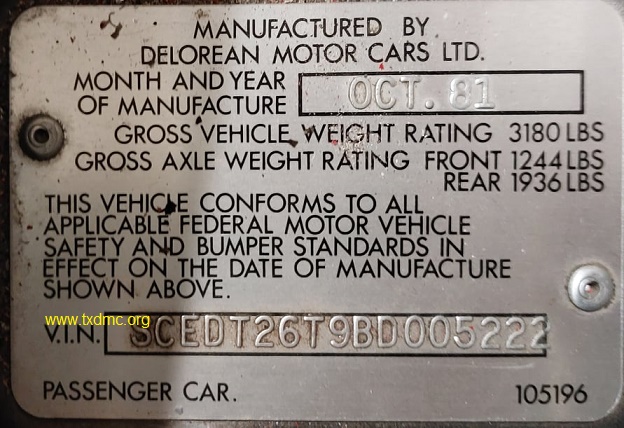 MANUFACTURED BY
DELOREAN MOTOR CARS LTD.
MONTH AND YEAR
OF MANUFACTURE OCT. 81
GROSS VEHICLE WEIGHT RATING 3180 LBS
GROSS AXLE WEIGHT RATING FRONT 1244 LBS
REAR 1936 LBS
THIS VEHICLE CONFORMS TO ALL
APPLICABLE FEDERAL MOTOR VEHICLE
SAFETY AND BUMPER STANDARDS IN
EFFECT ON THE DATE OF MANUFACTURE
SHOWN ABOVE.
www.txdmc.org
V.I.N. SCEDT26T9BD005222
PASSENGER CAR. 105196